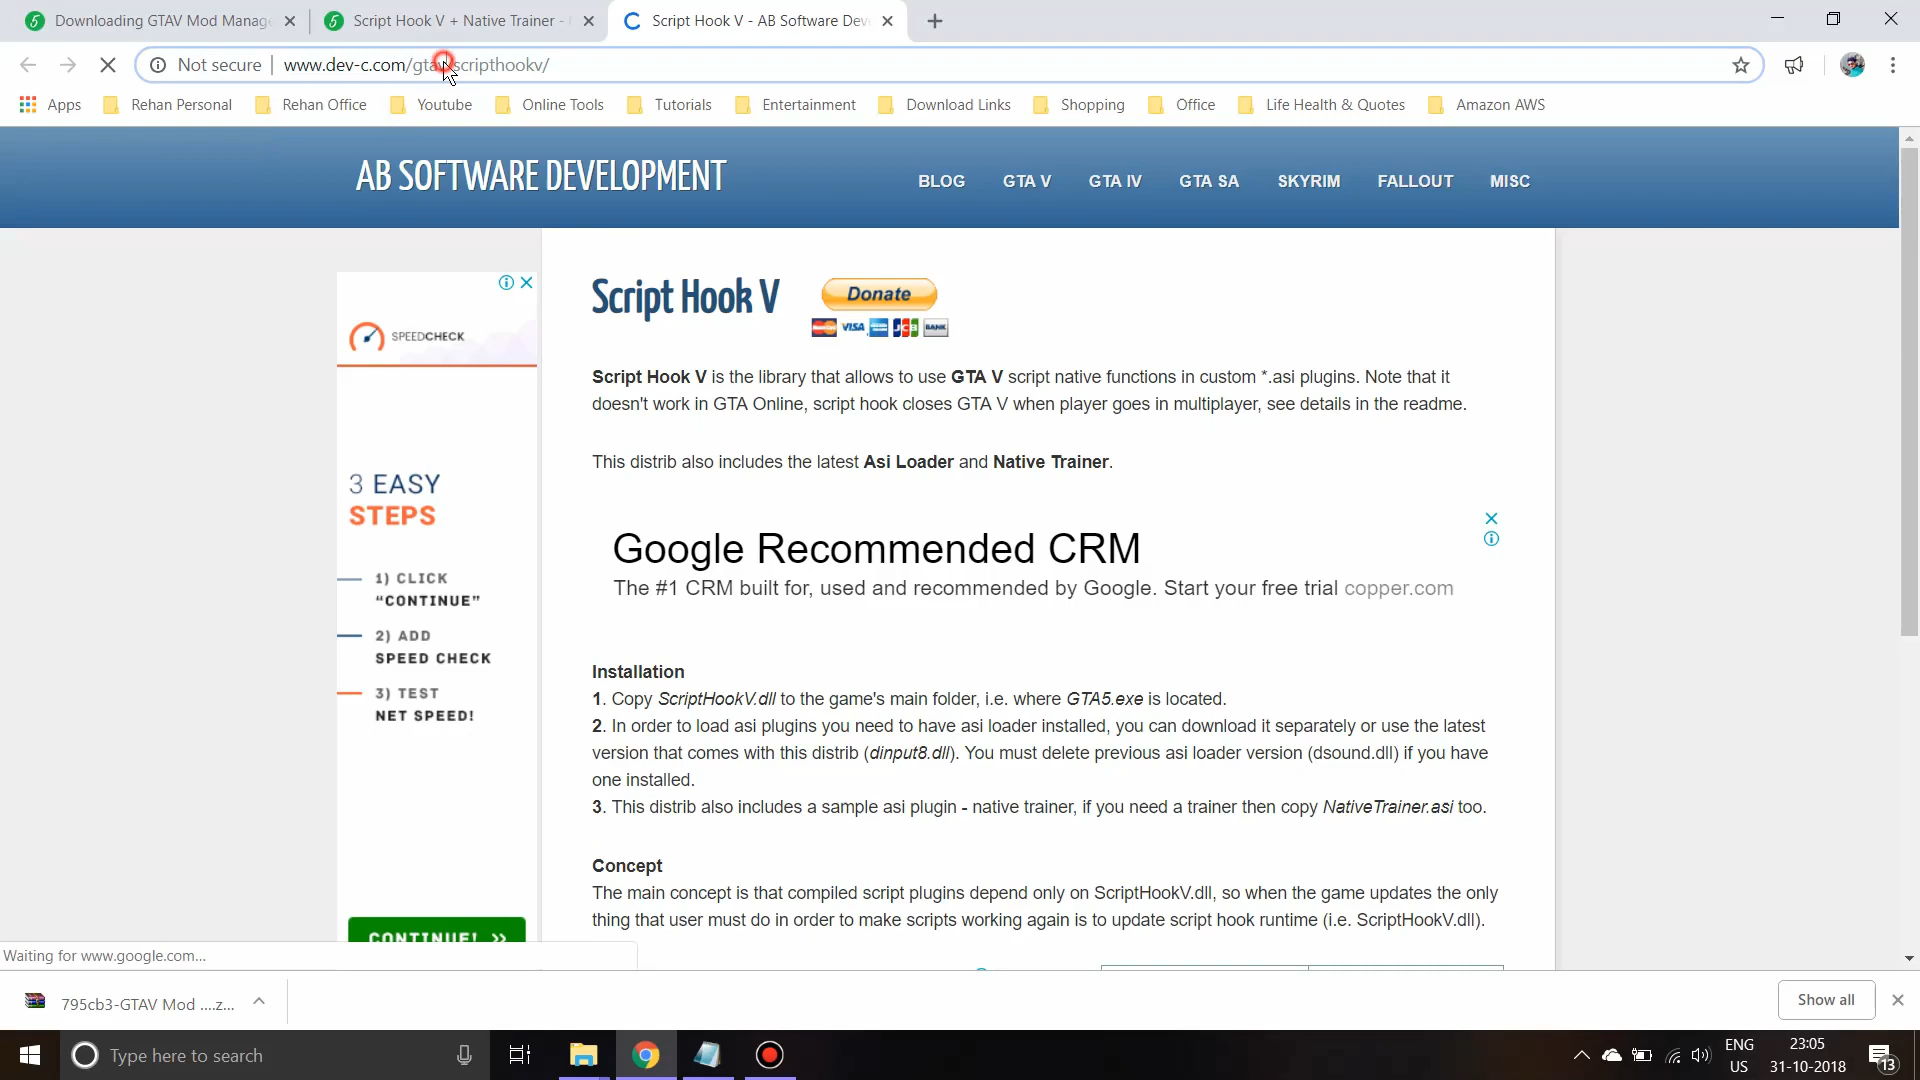 Downloading GTAV Mod Manage
Script Hook V + Native Trainer -
Script Hook V - AB Software Deve
Not secure
www.dev-c.com/gtav/scripthookv/
Apps
Rehan Personal
Rehan Office
Youtube
Online Tools
Tutorials
Entertainment
Download Links
Shopping
Office
Life Health & Quotes
Amazon AWS
AB SOFTWARE DEVELOPMENT
BLOG
GTA V
GTA IV
GTA SA
SKYRIM
FALLOUT
MISC
SPEEDCHECK
3 EASY
STEPS
1) CLICK
"CONTINUE"
2) ADD
SPEED CHECK
3) TEST
NET SPEED!
CONTINUE! >>
Script Hook V
Donate
VISA
JCB
BANK
Script Hook V is the library that allows to use GTA V script native functions in custom *.asi plugins. Note that it
doesn't work in GTA Online, script hook closes GTA V when player goes in multiplayer, see details in the readme.
This distrib also includes the latest Asi Loader and Native Trainer.
Google Recommended CRM
The #1 CRM built for, used and recommended by Google. Start your free trial copper.com
Installation
1. Copy ScriptHookV.dll to the game's main folder, i.e. where GTA5.exe is located.
2. In order to load asi plugins you need to have asi loader installed, you can download it separately or use the latest
version that comes with this distrib (dinput8.dll). You must delete previous asi loader version (dsound.dll) if you have
one installed.
3. This distrib also includes a sample asi plugin - native trainer, if you need a trainer then copy NativeTrainer.asi too.
Concept
The main concept is that compiled script plugins depend only on ScriptHookV.dll, so when the game updates the only
thing that user must do in order to make scripts working again is to update script hook runtime (i.e. ScriptHookV.dll).
Waiting for www.google.com...
795cb3-GTAV Mod ....z...
Show all
Type here to search
ENG
US
23:05
31-10-2018
13